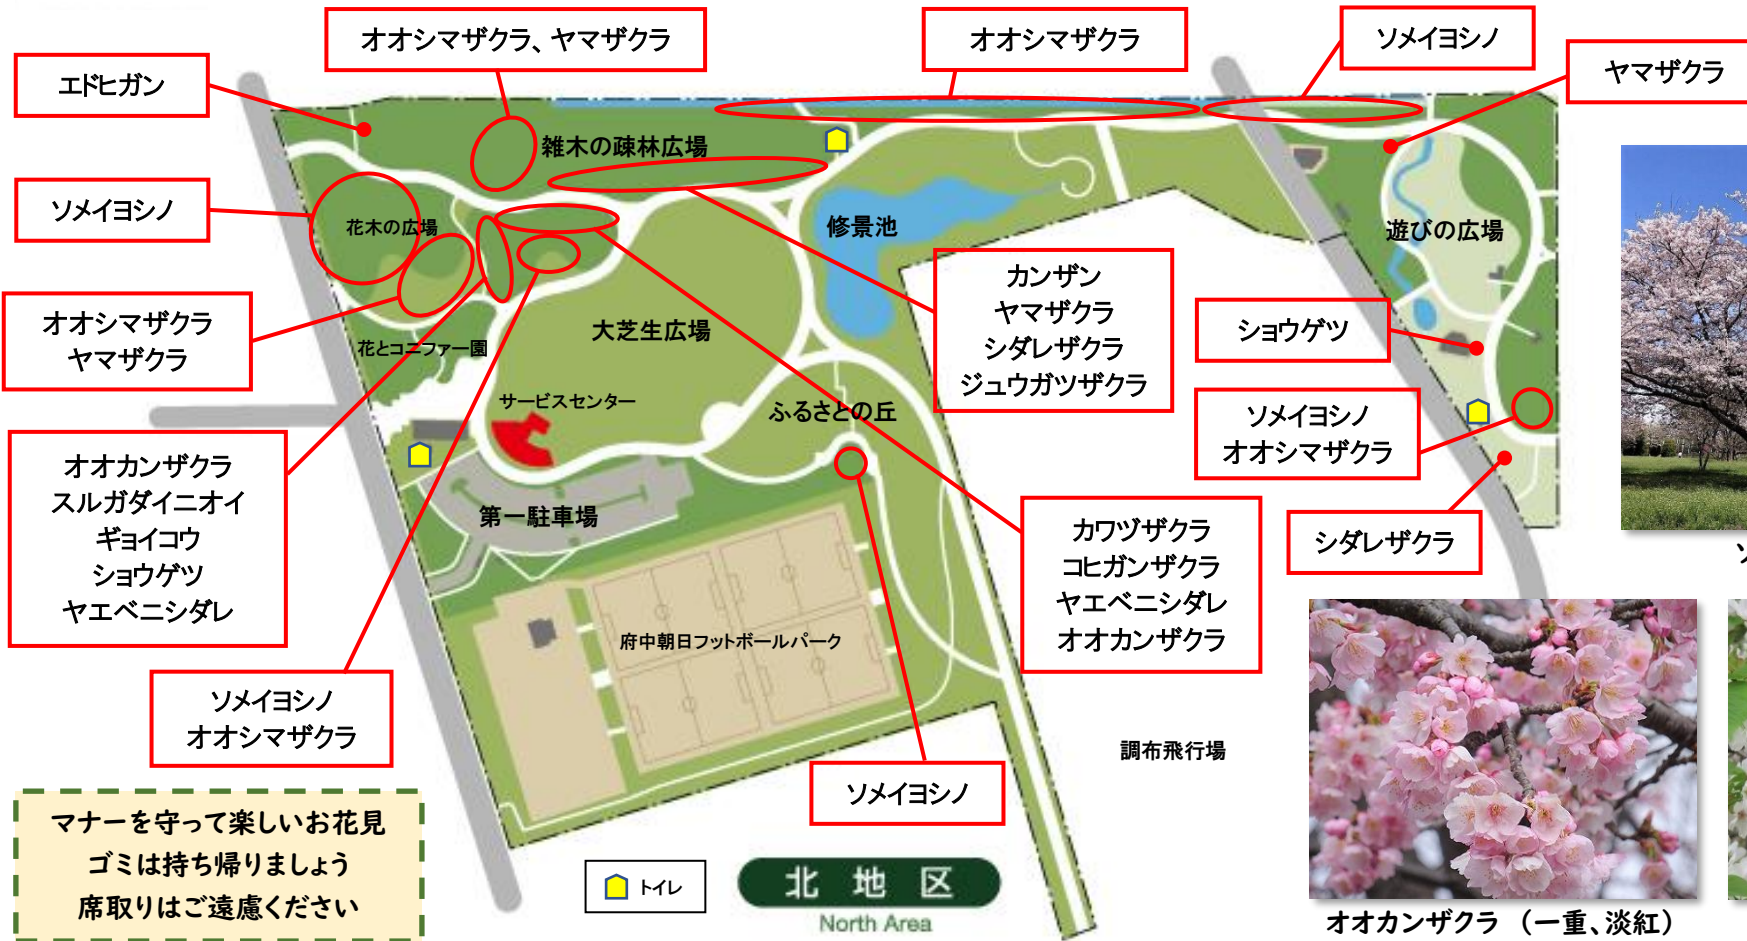 オオシマザクラ、ヤマザクラ
オオシマザクラ
ソメイヨシノ
ヤマザクラ
エドヒガン
雑木の疎林広場
ソメイヨシノ
花木の広場
修景池
遊びの広場
カンザン
ヤマザクラ
シダレザクラ
ジュウガツザクラ
オオシマザクラ
ヤマザクラ
大芝生広場
花とコニファー園
ショウゲツ
サービスセンター
ふるさとの丘
ソメイヨシノ
オオシマザクラ
オオカンザクラ
スルガダイニオイ
ギョイコウ
ショウゲツ
ヤエベニシダレ
第一駐車場
カワヅザクラ
コヒガンザクラ
ヤエベニシダレ
オオカンザクラ
シダレザクラ
府中朝日フットボールパーク
ソメイヨシノ
オオシマザクラ
調布飛行場
ソメイヨシノ
マナーを守って楽しいお花見
ゴミは持ち帰りましょう
席取りはご遠慮ください
トイレ
北地区
North Area
オオカンザクラ（一重、淡紅）